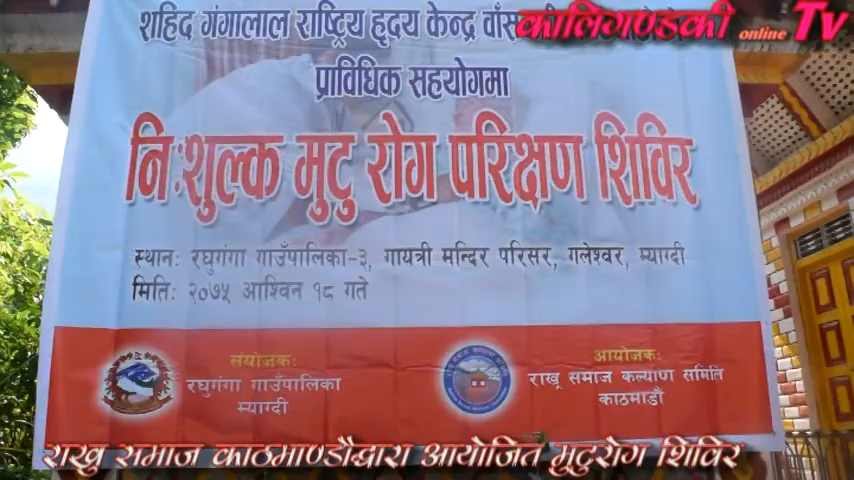 शहिद गंगालाल राष्ट्रिय हृदय केन्द्र
कालिगण्डकी online Tv
प्राविधिक सहयोगमा
निःशुल्क मुटु रोग परिक्षण शिविर
स्थानः रघुगंगा गाउँपालिका-३, गायत्री मन्दिर परिसर, गलेश्वर, म्याग्दी
मितिः २०७५ आश्विन १८ गते
संयोजकः
रघुगंगा गाउँपालिका
म्याग्दी
आयोजकः
राखू समाज कल्याण समिति
काठमाडौं
राखु समाज काठमाण्डौद्धारा आयोजित मुटुरोग शिविर